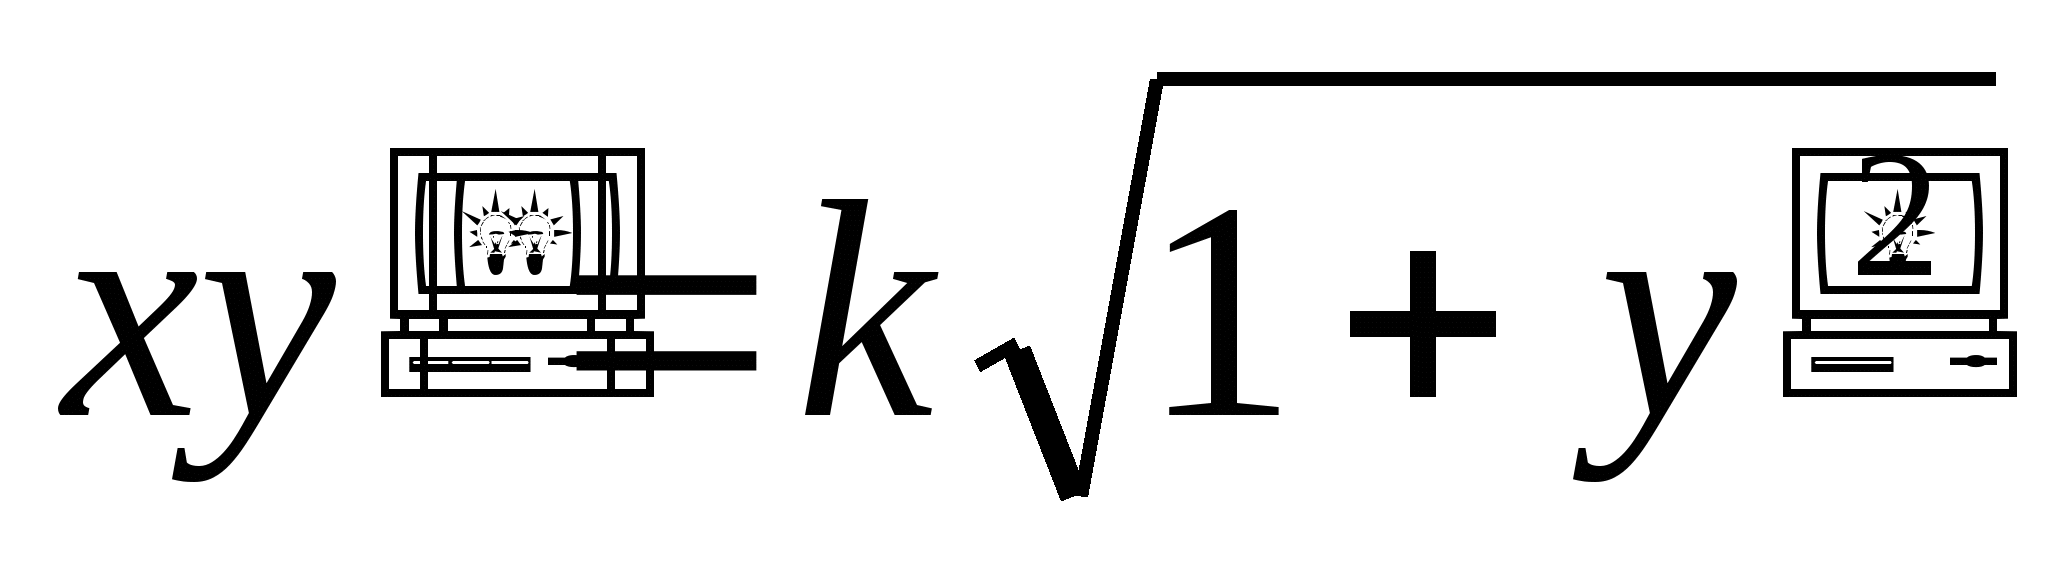 xy = k√1 + y 2